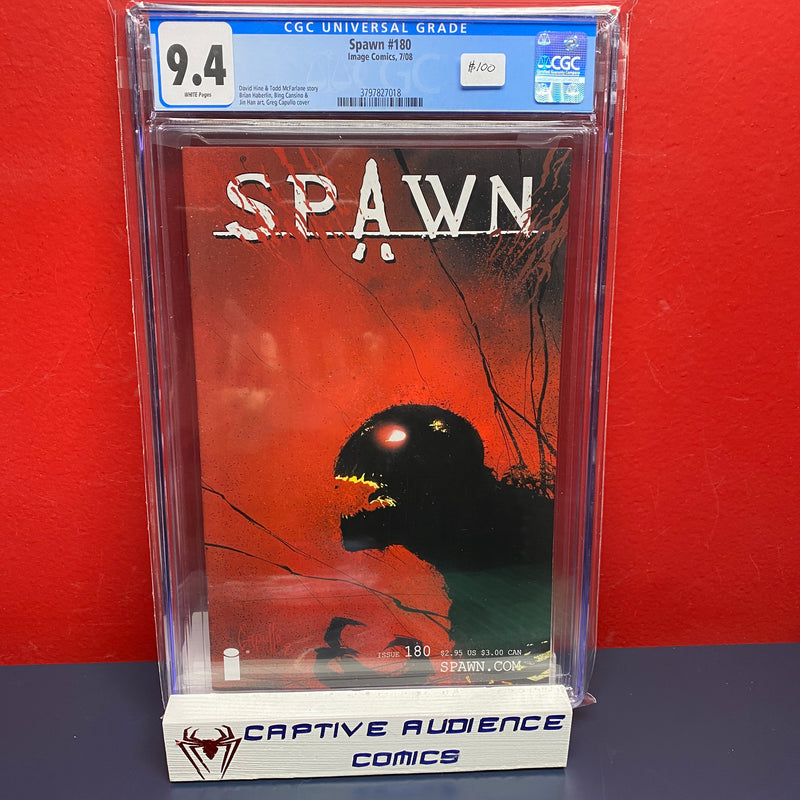 CGC UNIVERSAL GRADE
9.4
WHITE Pages
Spawn #180
Image Comics, 7/08
David Hine & Todd McFarlane story
Brian Haberlin, Bing Cansino &
Jin Han art, Greg Capullo cover
3797827018
#100
CGC
SPAWN
ISSUE 180 $2.95 US $3.00 CAN
SPAWN.COM
CAPTIVE AUDIENCE
COMICS